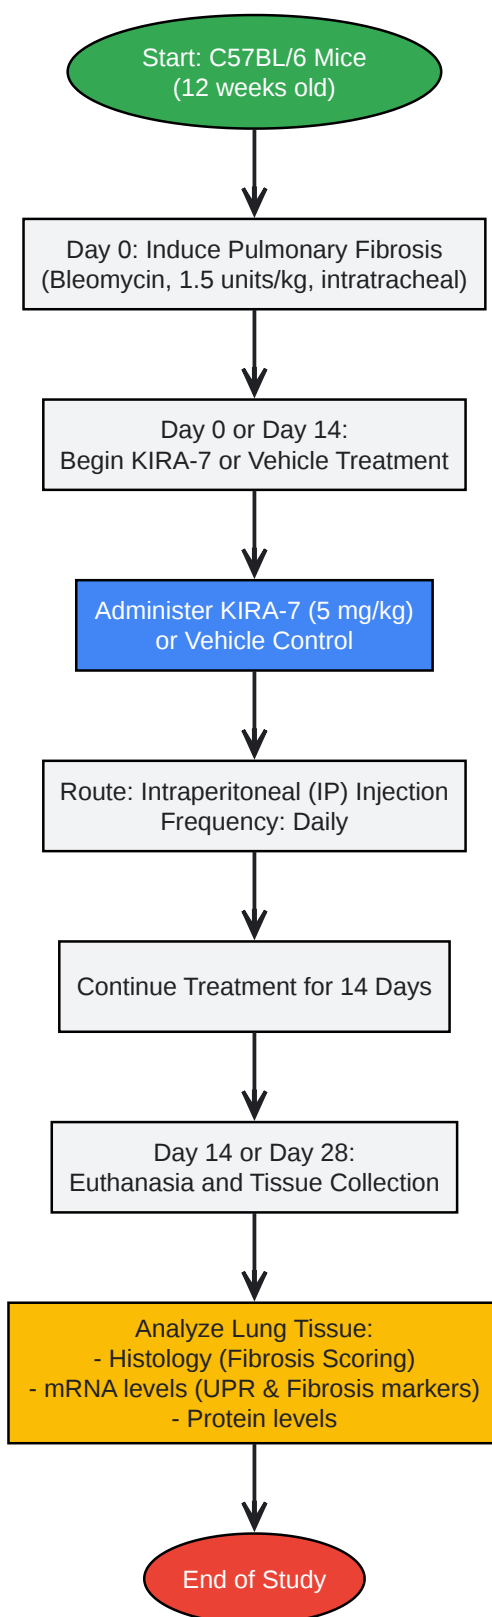 Start: C57BL/6 Mice
(12 weeks old)
Day 0: Induce Pulmonary Fibrosis
(Bleomycin, 1.5 units/kg, intratracheal)
Day 0 or Day 14:
Begin KIRA-7 or Vehicle Treatment
Administer KIRA-7 (5 mg/kg)
or Vehicle Control
Route: Intraperitoneal (IP) Injection
Frequency: Daily
Continue Treatment for 14 Days
Day 14 or Day 28:
Euthanasia and Tissue Collection
Analyze Lung Tissue:
- Histology (Fibrosis Scoring)
- mRNA levels (UPR & Fibrosis markers)
- Protein levels
End of Study